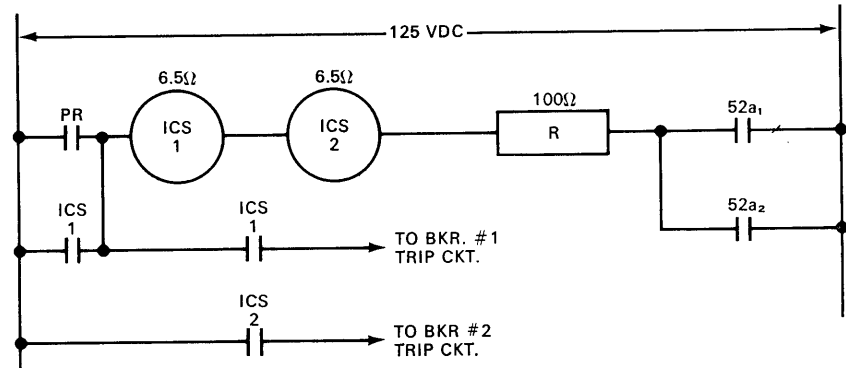 125 VDC
6.5Ω
6.5Ω
100Ω
PR
ICS
1
ICS
2
R
52a₁
ICS
1
ICS
1
52a₂
TO BKR. #1
TRIP CKT.
ICS
2
TO BKR #2
TRIP CKT.